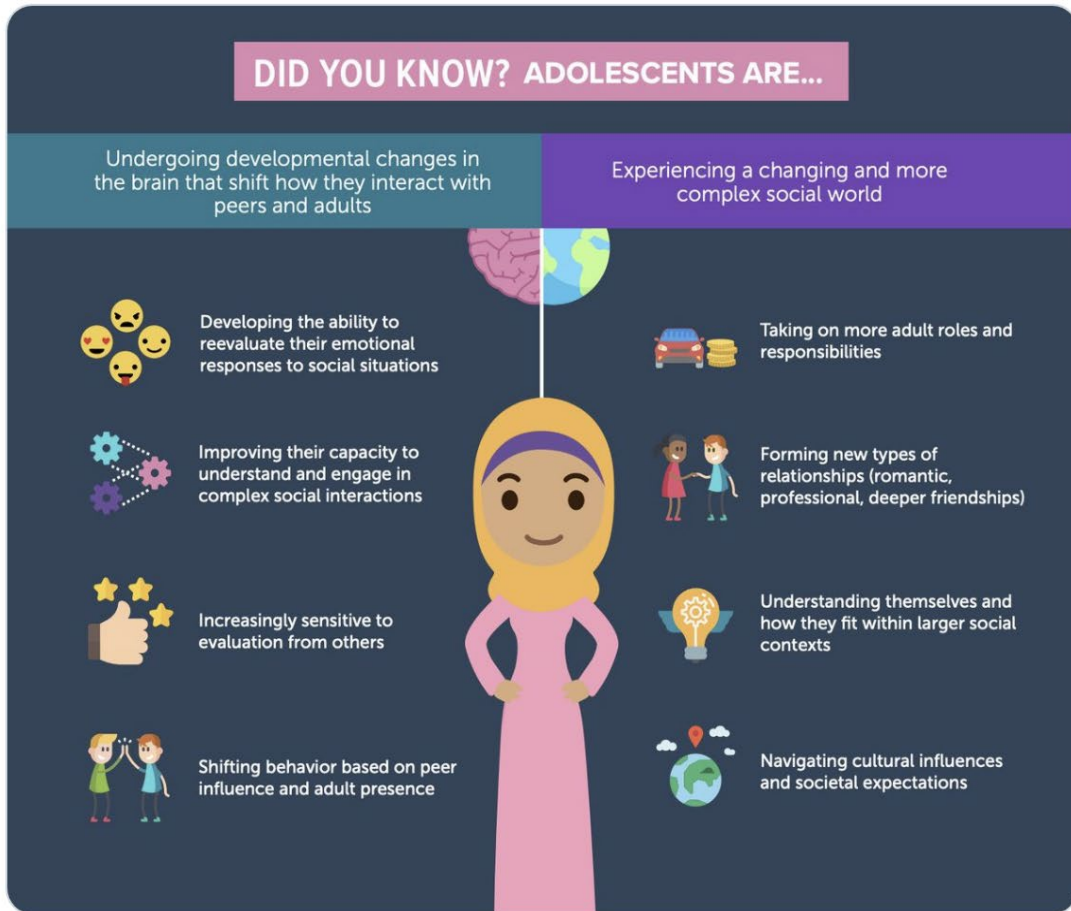 DID YOU KNOW? ADOLESCENTS ARE...
Undergoing developmental changes in
the brain that shift how they interact with
peers and adults
Experiencing a changing and more
complex social world
Developing the ability to
reevaluate their emotional
responses to social situations
Improving their capacity to
understand and engage in
complex social interactions
Increasingly sensitive to
evaluation from others
Shifting behavior based on peer
influence and adult presence
Taking on more adult roles and
responsibilities
Forming new types of
relationships (romantic,
professional, deeper friendships)
Understanding themselves and
how they fit within larger social
contexts
Navigating cultural influences
and societal expectations